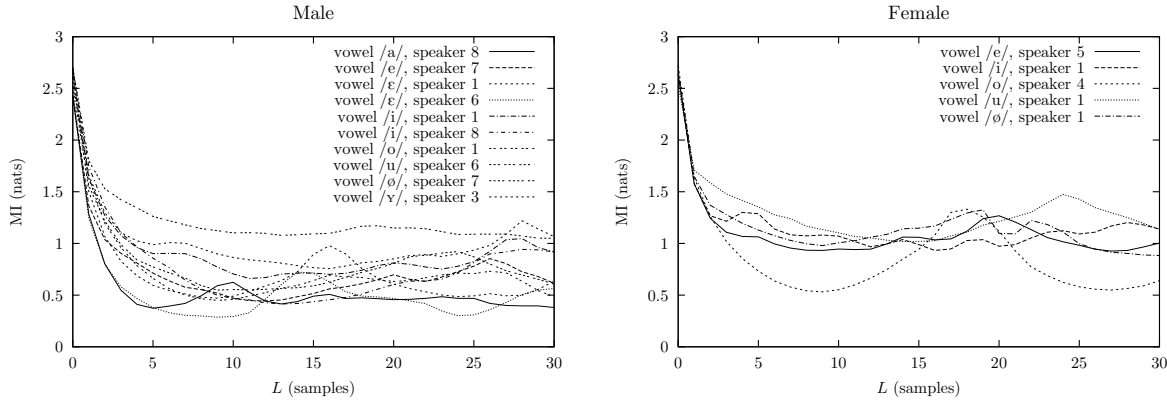 Male
MI (nats)
3
2.5
2
1.5
1
0.5
0
0 5 10 15 20 25 30
L (samples)
vowel /a/, speaker 8
vowel /e/, speaker 7
vowel /ɛ/, speaker 1
vowel /ɛ/, speaker 6
vowel /i/, speaker 1
vowel /i/, speaker 8
vowel /o/, speaker 1
vowel /u/, speaker 6
vowel /ø/, speaker 7
vowel /ʏ/, speaker 3
Female
MI (nats)
3
2.5
2
1.5
1
0.5
0
0 5 10 15 20 25 30
L (samples)
vowel /e/, speaker 5
vowel /i/, speaker 1
vowel /o/, speaker 4
vowel /u/, speaker 1
vowel /ø/, speaker 1